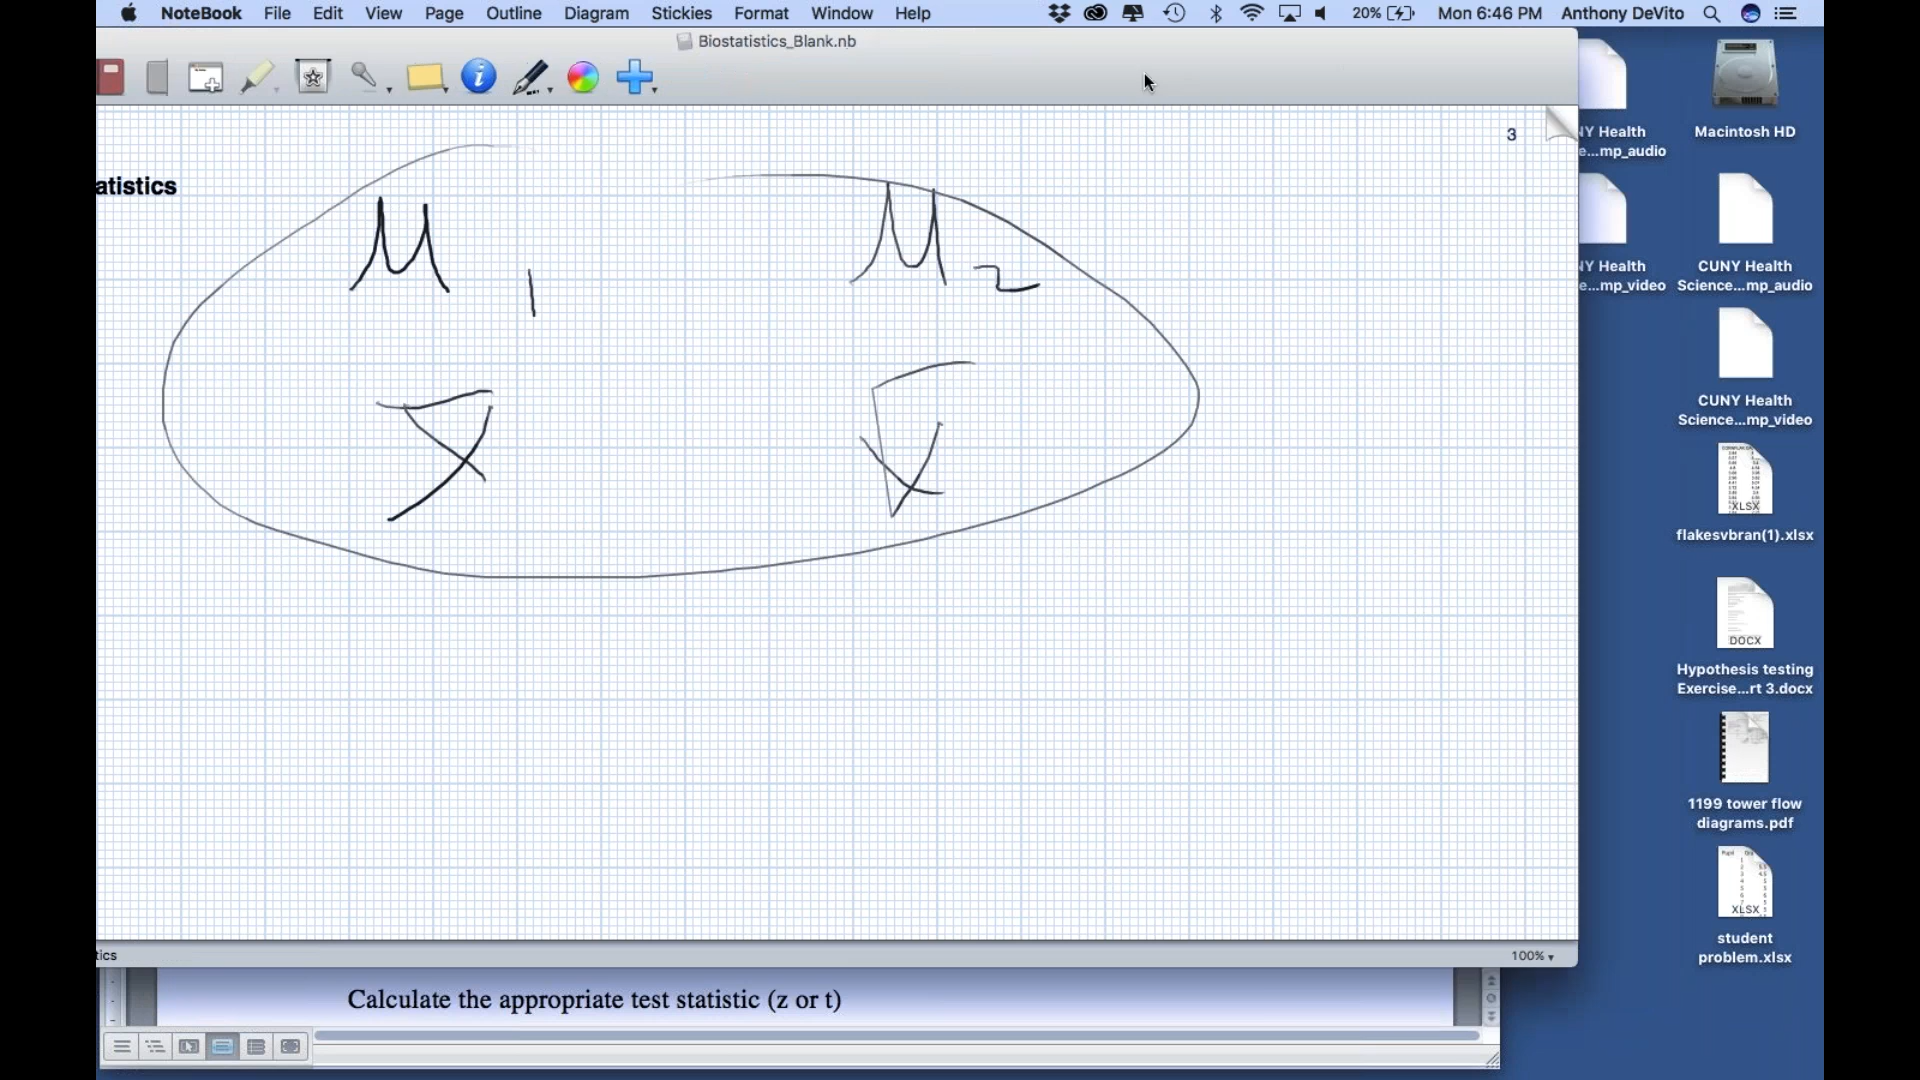 NoteBook File Edit View Page Outline Diagram Stickies Format Window Help 20% Mon 6:46 PM Anthony DeVito
Biostatistics_Blank.nb
3
atistics
μ 1
μ 2
x̄
x̄
tics
100%
Calculate the appropriate test statistic (z or t)
NY Health
e...mp_audio
NY Health
e...mp_video
Macintosh HD
CUNY Health
Science...mp_audio
CUNY Health
Science...mp_video
XLSX
flakesvbran(1).xlsx
DOCX
Hypothesis testing
Exercise...rt 3.docx
1199 tower flow
diagrams.pdf
XLSX
student
problem.xlsx